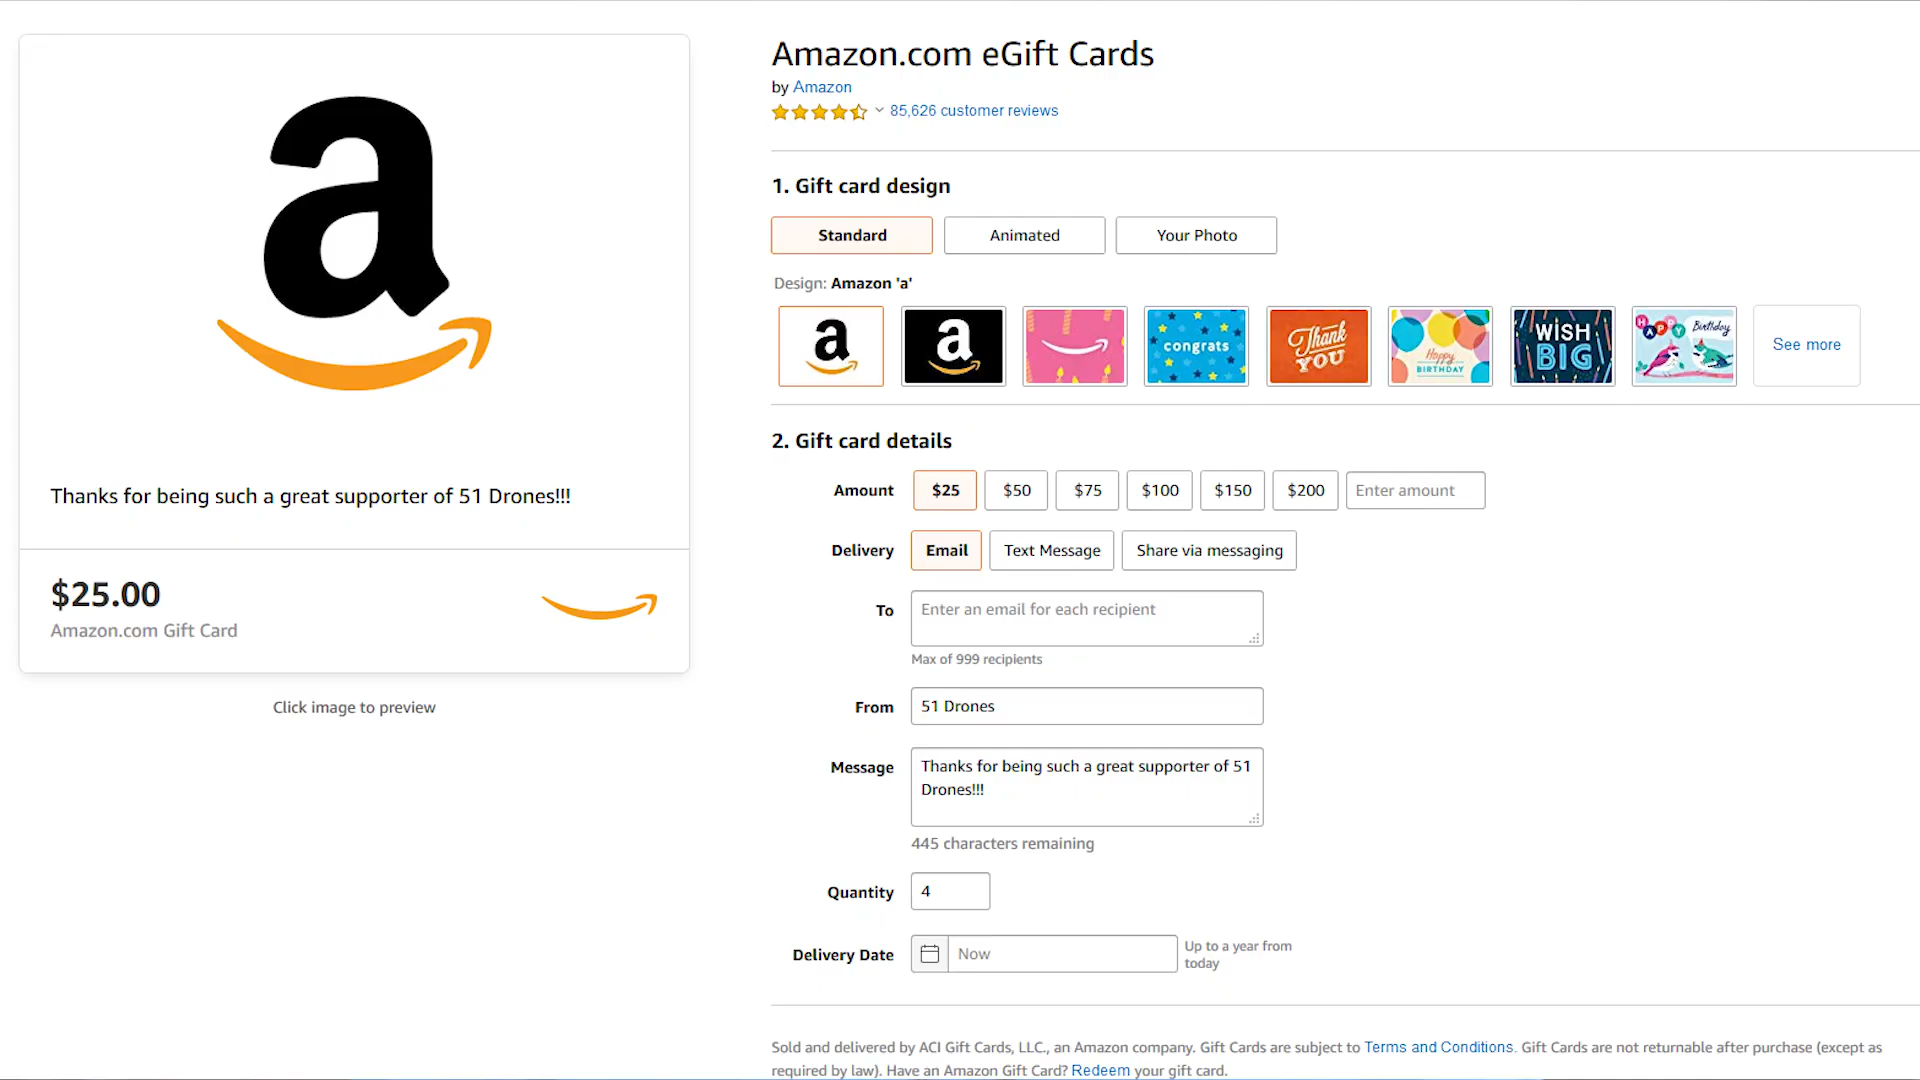 Amazon.com eGift Cards
by Amazon
85,626 customer reviews
1. Gift card design
Standard
Animated
Your Photo
Design: Amazon 'a'
a
a
congrats
Thank
YOU
Happy
BIRTHDAY
WiSH
BIG
HAPPY
Birthday
See more
a
Thanks for being such a great supporter of 51 Drones!!!
$25.00
Amazon.com Gift Card
Click image to preview
2. Gift card details
Amount
$25
$50
$75
$100
$150
$200
Enter amount
Delivery
Email
Text Message
Share via messaging
To
Enter an email for each recipient
Max of 999 recipients
From
51 Drones
Message
Thanks for being such a great supporter of 51
Drones!!!
445 characters remaining
Quantity
4
Delivery Date
Now
Up to a year from
today
Sold and delivered by ACI Gift Cards, LLC., an Amazon company. Gift Cards are subject to Terms and Conditions. Gift Cards are not returnable after purchase (except as
required by law). Have an Amazon Gift Card? Redeem your gift card.